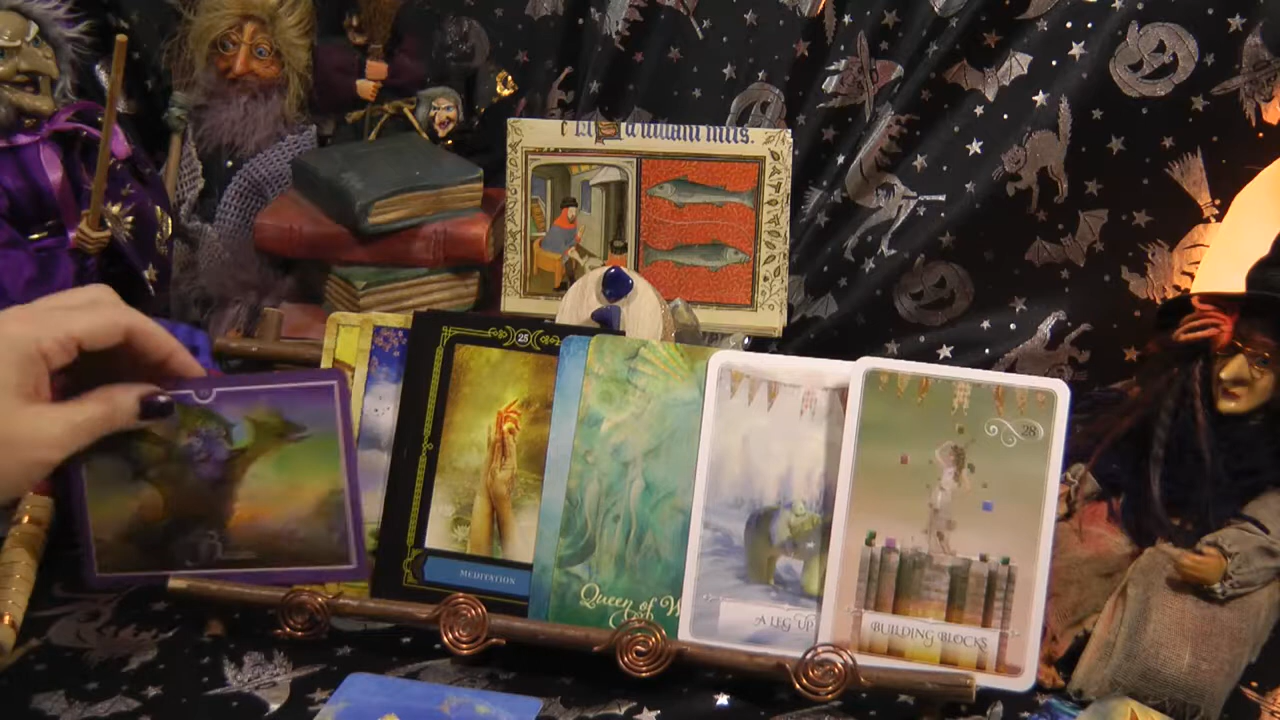 25
MEDITATION
Queen of
A LEG UP
28
BUILDING BLOCKS